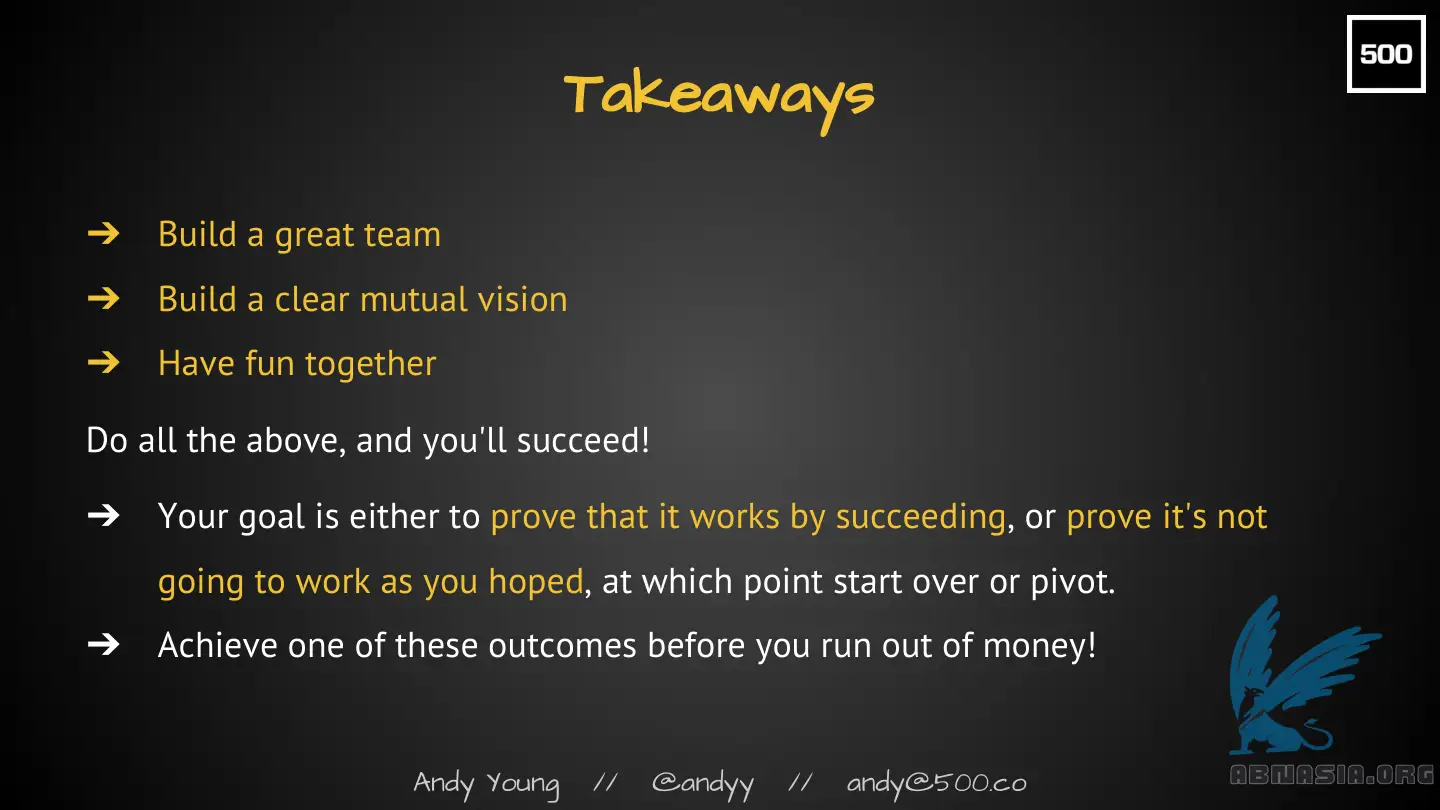 500
Takeaways
➔ Build a great team
➔ Build a clear mutual vision
➔ Have fun together
Do all the above, and you'll succeed!
➔ Your goal is either to prove that it works by succeeding, or prove it's not
going to work as you hoped, at which point start over or pivot.
➔ Achieve one of these outcomes before you run out of money!
Andy Young // @andyy // andy@500.co
ABNASIA.ORG